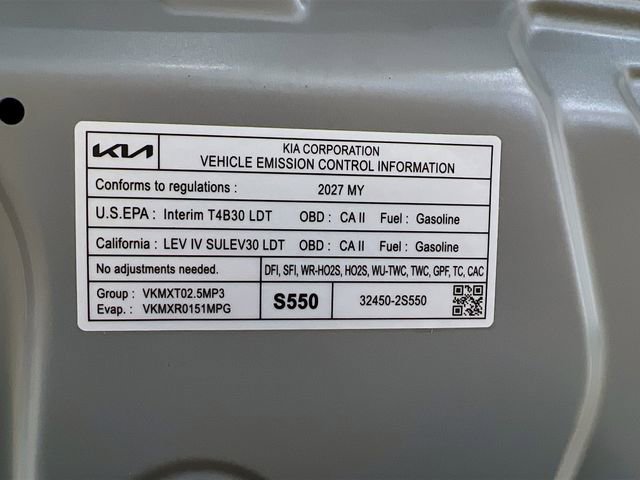 KIA
KIA CORPORATION
VEHICLE EMISSION CONTROL INFORMATION
Conforms to regulations : 2027 MY
U.S.EPA : Interim T4B30 LDT OBD : CA II Fuel : Gasoline
California : LEV IV SULEV30 LDT OBD : CA II Fuel : Gasoline
No adjustments needed. DFI, SFI, WR-HO2S, HO2S, WU-TWC, TWC, GPF, TC, CAC
Group : VKMXT02.5MP3
Evap. : VKMXR0151MPG
S550
32450-2S550